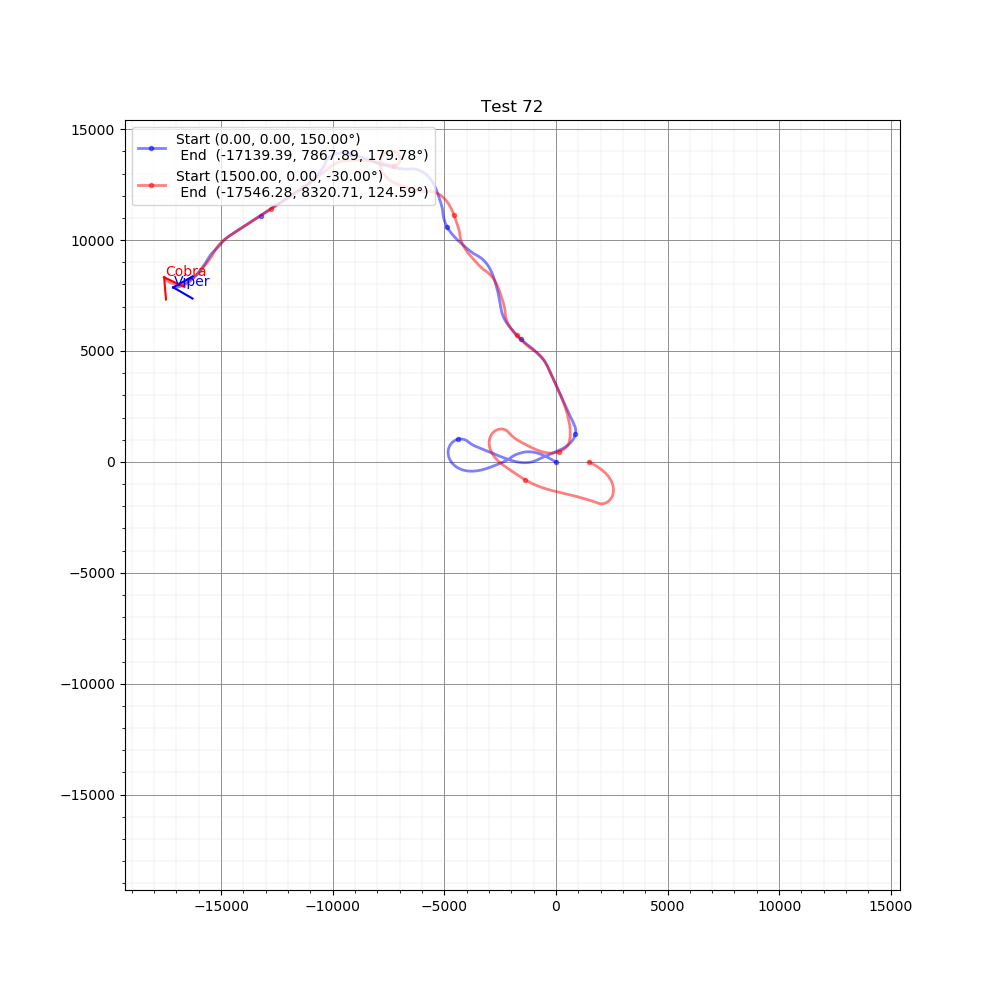 Test 72
Start (0.00, 0.00, 150.00°)
End (-17139.39, 7867.89, 179.78°)
Start (1500.00, 0.00, -30.00°)
End (-17546.28, 8320.71, 124.59°)
15000
10000
Cobra
Viper
5000
0
−5000
−10000
−15000
−15000 −10000 −5000 0 5000 10000 15000